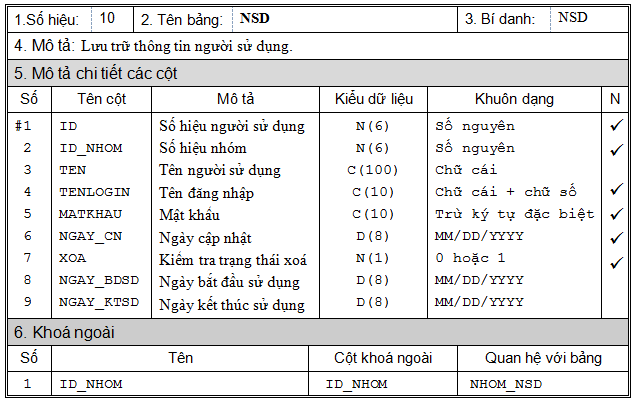 1.Số hiệu: 10 2. Tên bảng: NSD 3. Bí danh: NSD
4. Mô tả: Lưu trữ thông tin người sử dụng.
5. Mô tả chi tiết các cột
Số Tên cột Mô tả Kiểu dữ liệu Khuôn dạng N
#1 ID Số hiệu người sử dụng N(6) Số nguyên ✓
2 ID_NHOM Số hiệu nhóm N(6) Số nguyên ✓
3 TEN Tên người sử dụng C(100) Chữ cái
4 TENLOGIN Tên đăng nhập C(10) Chữ cái + chữ số ✓
5 MATKHAU Mật khẩu C(10) Trừ ký tự đặc biệt ✓
6 NGAY_CN Ngày cập nhật D(8) MM/DD/YYYY ✓
7 XOA Kiểm tra trạng thái xoá N(1) 0 hoặc 1 ✓
8 NGAY_BDSD Ngày bắt đầu sử dụng D(8) MM/DD/YYYY
9 NGAY_KTSD Ngày kết thúc sử dụng D(8) MM/DD/YYYY
6. Khoá ngoài
Số Tên Cột khoá ngoài Quan hệ với bảng
1 ID_NHOM ID_NHOM NHOM_NSD